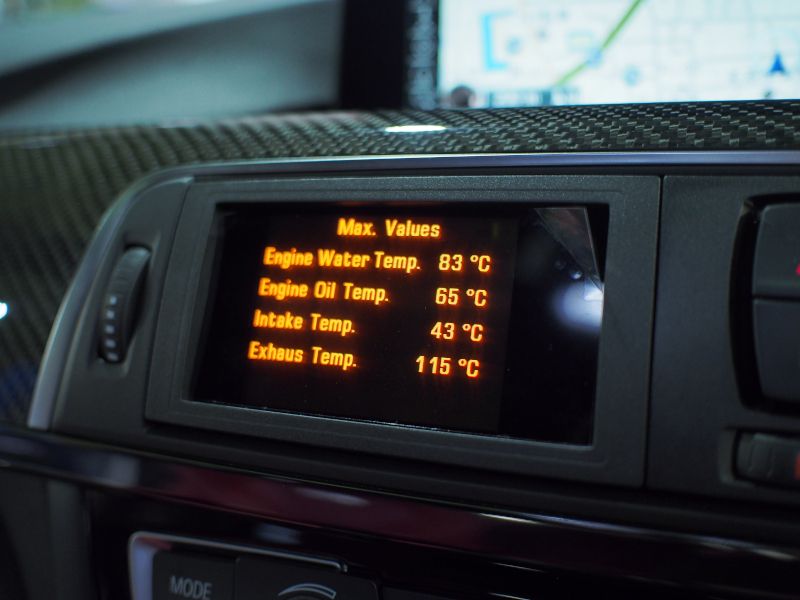 Max. Values
Engine Water Temp. 83 °C
Engine Oil Temp. 65 °C
Intake Temp. 43 °C
Exhaus Temp. 115 °C
MODE